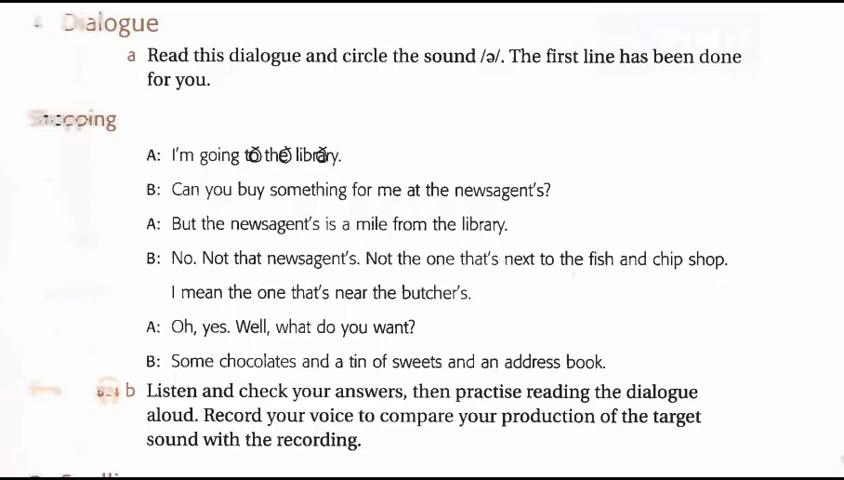 4 Dialogue
a Read this dialogue and circle the sound /ə/. The first line has been done
for you.
Shopping
A: I'm going to the library.
B: Can you buy something for me at the newsagent's?
A: But the newsagent's is a mile from the library.
B: No. Not that newsagent's. Not the one that's next to the fish and chip shop.
I mean the one that's near the butcher's.
A: Oh, yes. Well, what do you want?
B: Some chocolates and a tin of sweets and an address book.
b Listen and check your answers, then practise reading the dialogue
aloud. Record your voice to compare your production of the target
sound with the recording.